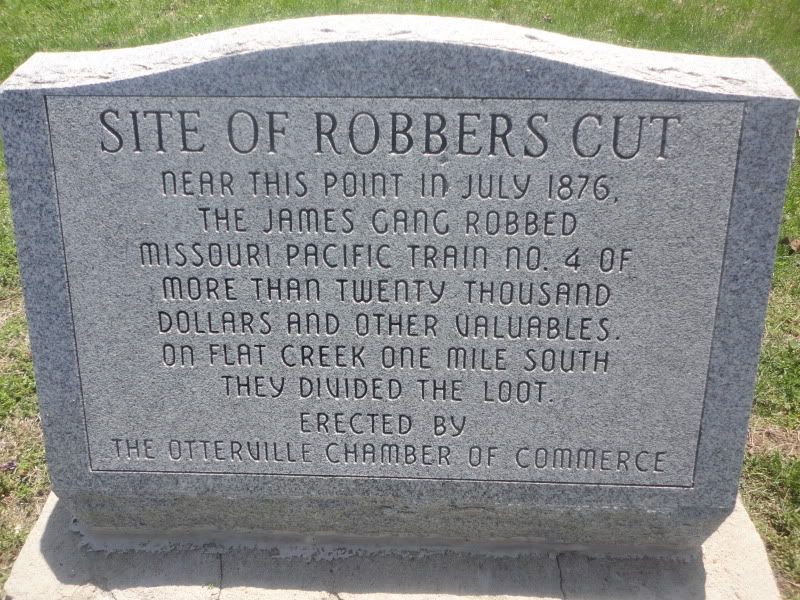 SITE OF ROBBERS CUT
NEAR THIS POINT IN JULY 1876,
THE JAMES GANG ROBBED
MISSOURI PACIFIC TRAIN NO. 4 OF
MORE THAN TWENTY THOUSAND
DOLLARS AND OTHER VALUABLES.
ON FLAT CREEK ONE MILE SOUTH
THEY DIVIDED THE LOOT.
ERECTED BY
THE OTTERVILLE CHAMBER OF COMMERCE